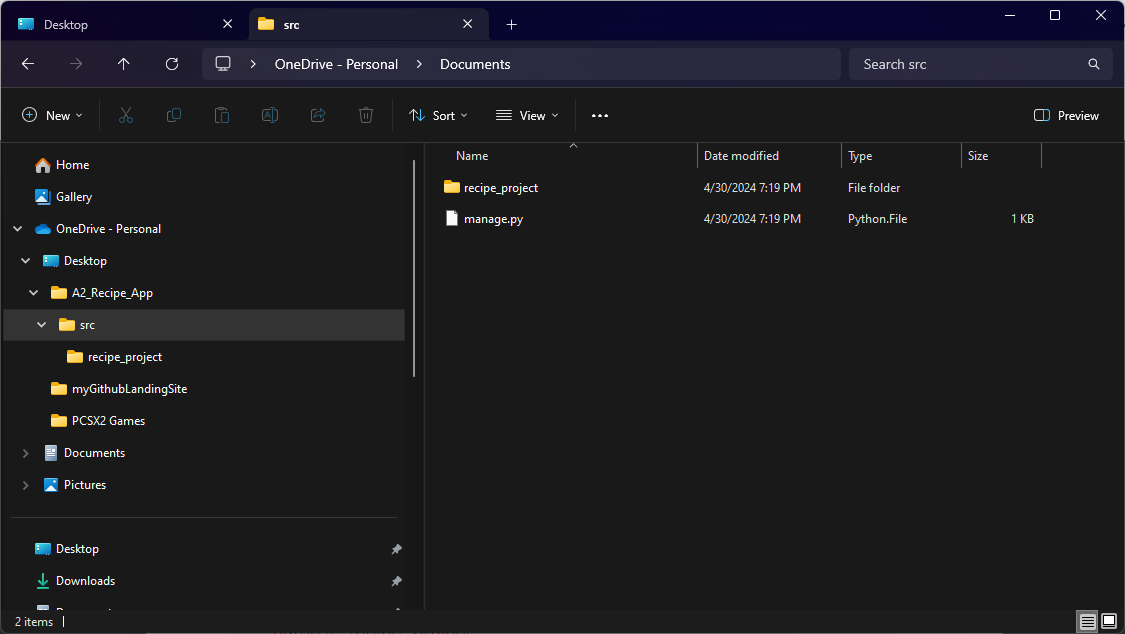 Desktop
src
OneDrive - Personal > Documents
Search src
New
Sort
View
Preview
Home
Gallery
OneDrive - Personal
Desktop
A2_Recipe_App
src
recipe_project
myGithubLandingSite
PCSX2 Games
Documents
Pictures
Desktop
Downloads
Name Date modified Type Size
recipe_project 4/30/2024 7:19 PM File folder
manage.py 4/30/2024 7:19 PM Python.File 1 KB
2 items